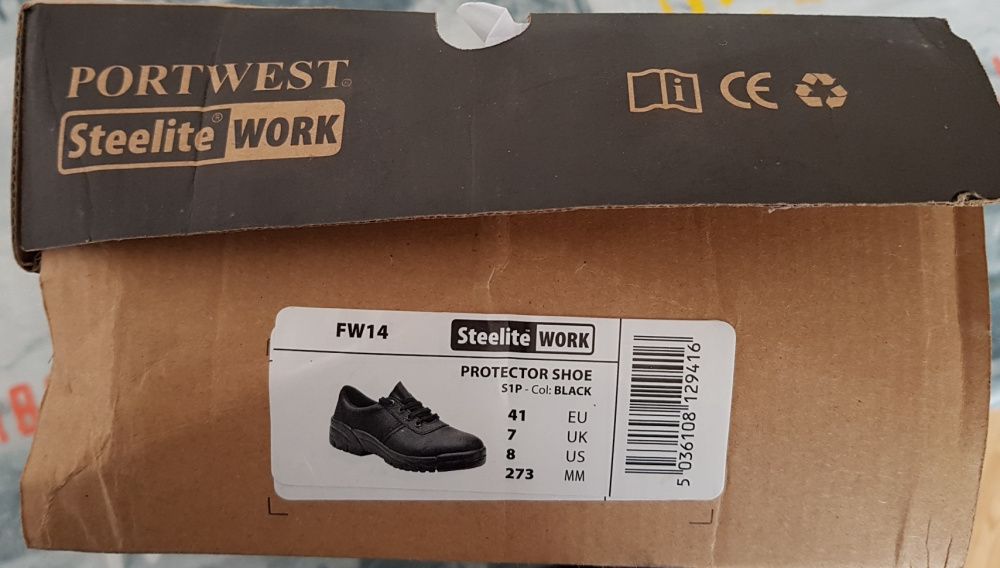 PORTWEST®
Steelite® WORK
i CE
FW14
Steelite WORK
PROTECTOR SHOE
S1P - Col: BLACK
41 EU
7 UK
8 US
273 MM
5 036108 129416